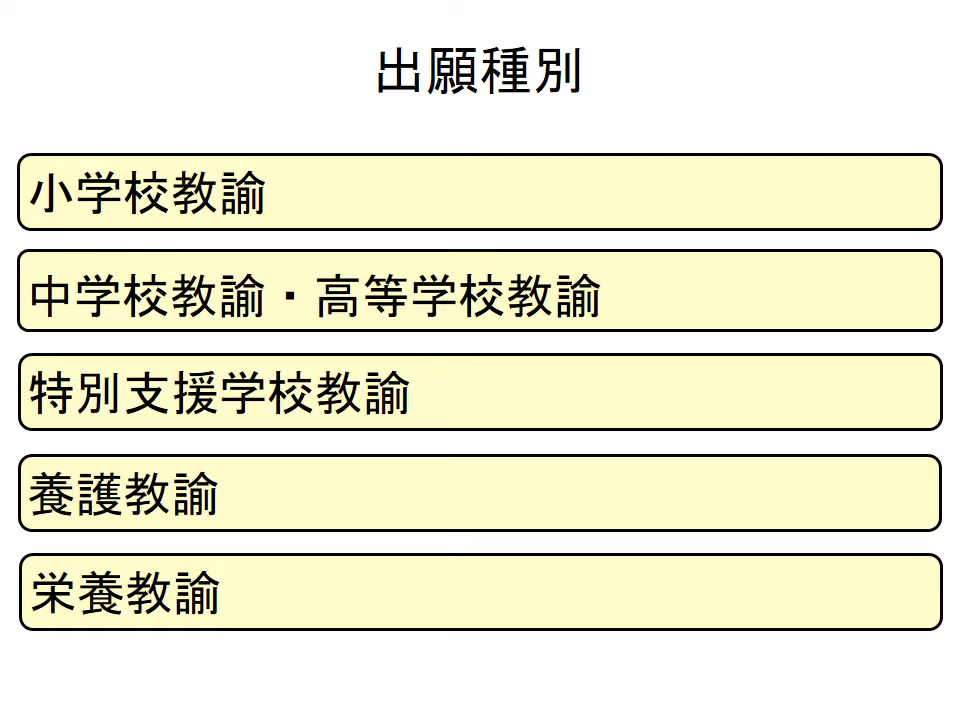 出願種別
小学校教諭
中学校教諭・高等学校教諭
特別支援学校教諭
養護教諭
栄養教諭